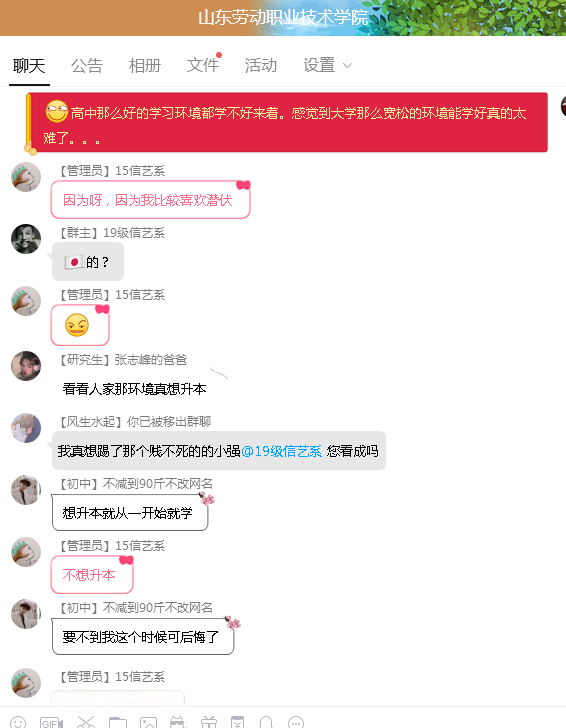 山东劳动职业技术学院
聊天 公告 相册 文件 活动 设置
高中那么好的学习环境都学不好来着。感觉到大学那么宽松的环境能学好真的太
难了。。。
【管理员】15信艺系
因为呀，因为我比较喜欢潜伏
【群主】19级信艺系
的？
【管理员】15信艺系
【研究生】张志峰的爸爸
看看人家那环境真想升本
【风生水起】你已被移出群聊
我真想踢了那个贱不死的的小强@19级信艺系 您看成吗
【初中】不减到90斤不改网名
想升本就从一开始就学
【管理员】15信艺系
不想升本
【初中】不减到90斤不改网名
要不到我这个时候可后悔了
【管理员】15信艺系
GIF